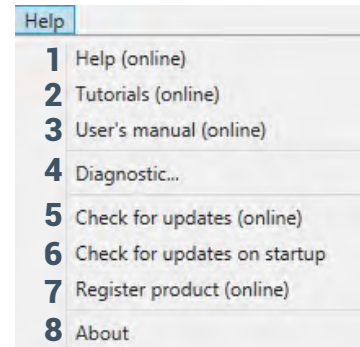 Help
1 Help (online)
2 Tutorials (online)
3 User's manual (online)
4 Diagnostic...
5 Check for updates (online)
6 Check for updates on startup
7 Register product (online)
8 About